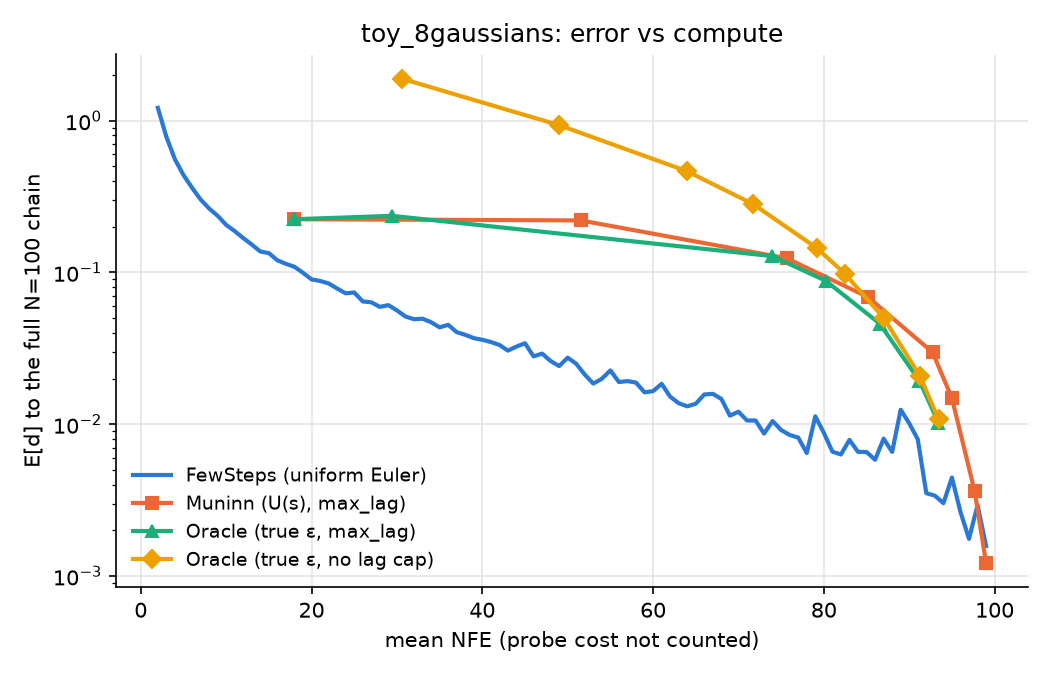 toy_8gaussians: error vs compute
E[d] to the full N=100 chain
10⁰
10⁻¹
10⁻²
10⁻³
FewSteps (uniform Euler)
Muninn (U(s), max_lag)
Oracle (true ε, max_lag)
Oracle (true ε, no lag cap)
0 20 40 60 80 100
mean NFE (probe cost not counted)